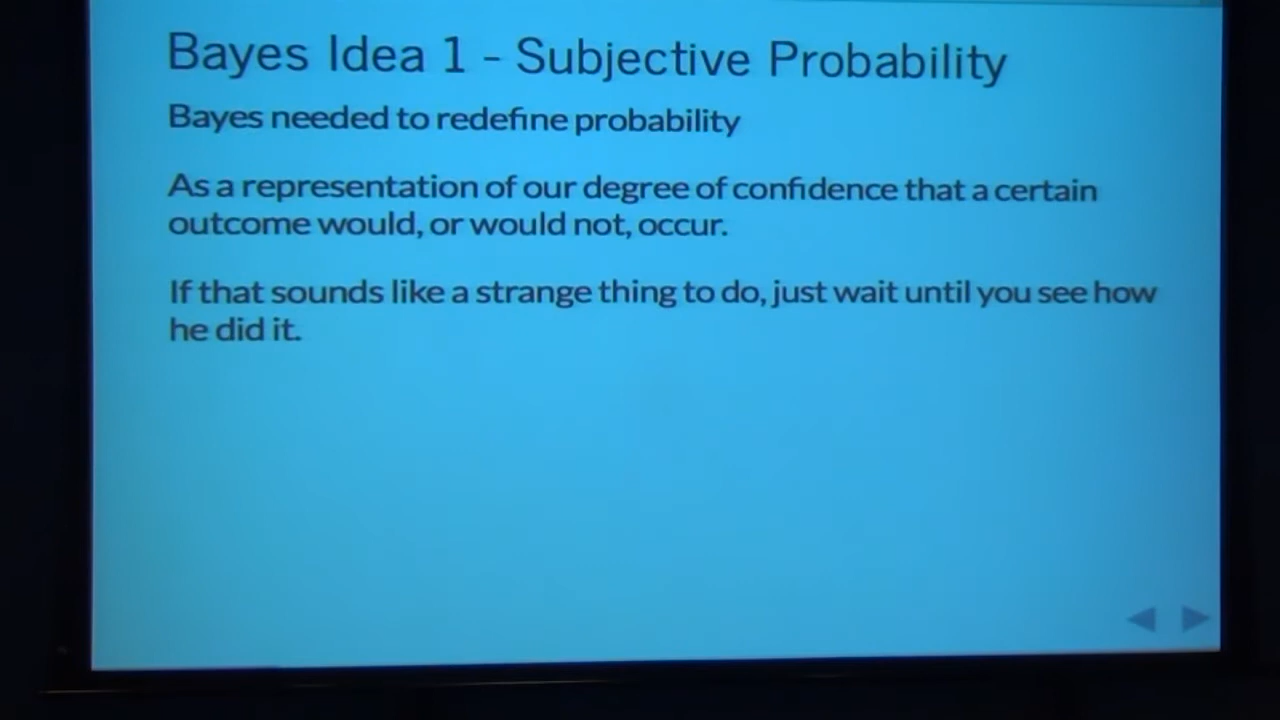 Bayes Idea 1 - Subjective Probability
Bayes needed to redefine probability
As a representation of our degree of confidence that a certain
outcome would, or would not, occur.
If that sounds like a strange thing to do, just wait until you see how
he did it.